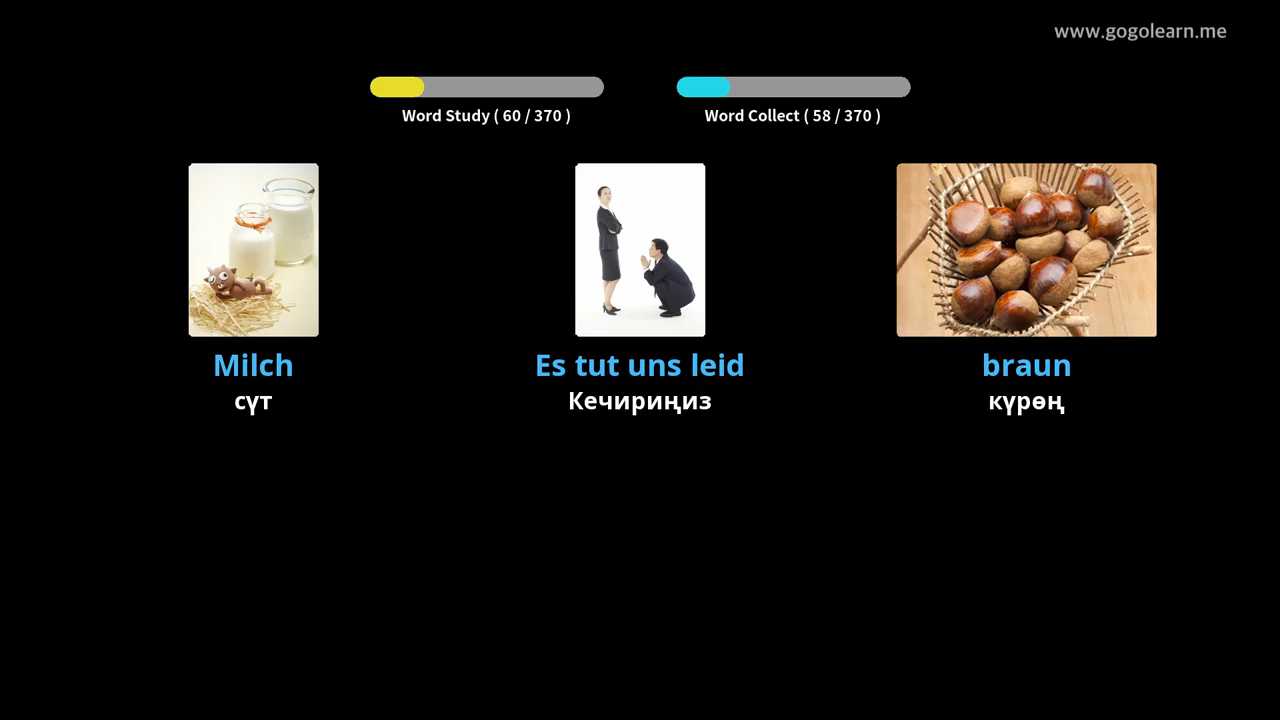 www.gogolearn.me
Word Study ( 60 / 370 )
Word Collect ( 58 / 370 )
Milch
сүт
Es tut uns leid
Кечириңиз
braun
күрөң